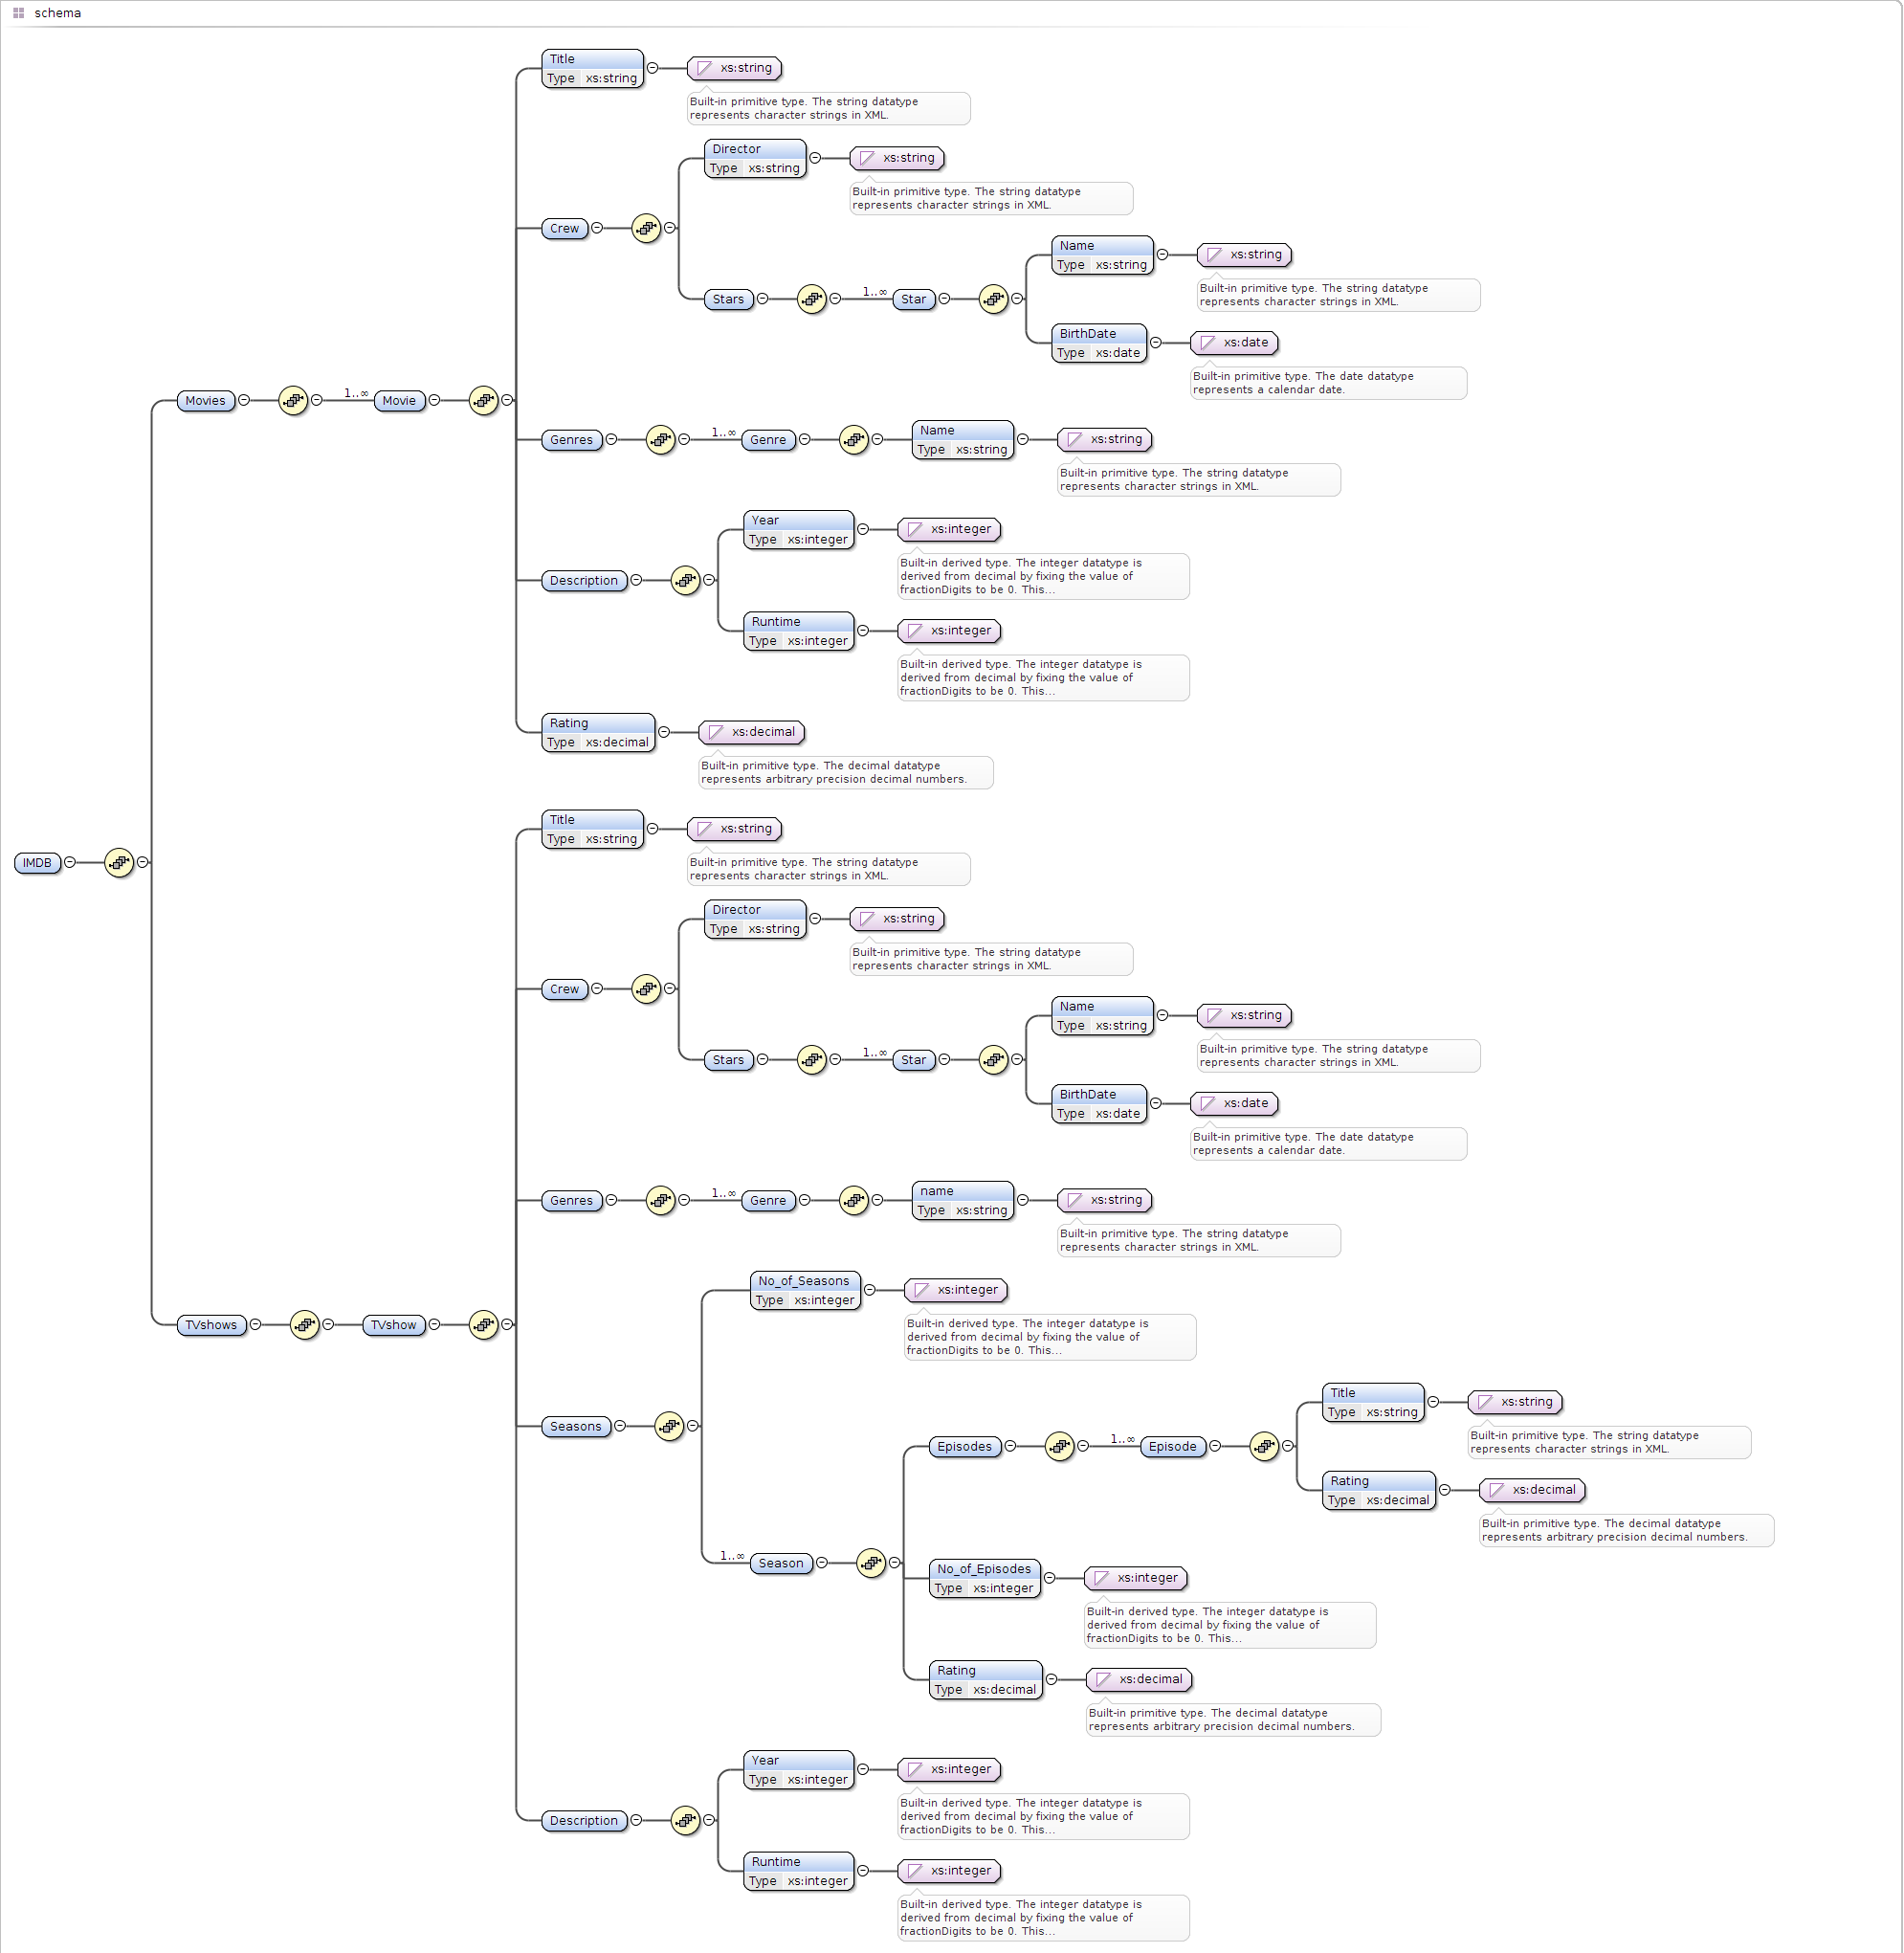 schema
Title
Type xs:string
xs:string
Built-in primitive type. The string datatype
represents character strings in XML.
Director
Type xs:string
xs:string
Built-in primitive type. The string datatype
represents character strings in XML.
Crew
Name
Type xs:string
xs:string
Built-in primitive type. The string datatype
represents character strings in XML.
Stars
1..∞
Star
BirthDate
Type xs:date
xs:date
Built-in primitive type. The date datatype
represents a calendar date.
Movies
1..∞
Movie
Genres
1..∞
Genre
Name
Type xs:string
xs:string
Built-in primitive type. The string datatype
represents character strings in XML.
Year
Type xs:integer
xs:integer
Built-in derived type. The integer datatype is
derived from decimal by fixing the value of
fractionDigits to be 0. This...
Description
Runtime
Type xs:integer
xs:integer
Built-in derived type. The integer datatype is
derived from decimal by fixing the value of
fractionDigits to be 0. This...
Rating
Type xs:decimal
xs:decimal
Built-in primitive type. The decimal datatype
represents arbitrary precision decimal numbers.
IMDB
Title
Type xs:string
xs:string
Built-in primitive type. The string datatype
represents character strings in XML.
Director
Type xs:string
xs:string
Built-in primitive type. The string datatype
represents character strings in XML.
Crew
Name
Type xs:string
xs:string
Built-in primitive type. The string datatype
represents character strings in XML.
Stars
1..∞
Star
BirthDate
Type xs:date
xs:date
Built-in primitive type. The date datatype
represents a calendar date.
Genres
1..∞
Genre
name
Type xs:string
xs:string
Built-in primitive type. The string datatype
represents character strings in XML.
TVshows
TVshow
No_of_Seasons
Type xs:integer
xs:integer
Built-in derived type. The integer datatype is
derived from decimal by fixing the value of
fractionDigits to be 0. This...
Seasons
Title
Type xs:string
xs:string
Built-in primitive type. The string datatype
represents character strings in XML.
Episodes
1..∞
Episode
Rating
Type xs:decimal
xs:decimal
Built-in primitive type. The decimal datatype
represents arbitrary precision decimal numbers.
1..∞
Season
No_of_Episodes
Type xs:integer
xs:integer
Built-in derived type. The integer datatype is
derived from decimal by fixing the value of
fractionDigits to be 0. This...
Rating
Type xs:decimal
xs:decimal
Built-in primitive type. The decimal datatype
represents arbitrary precision decimal numbers.
Year
Type xs:integer
xs:integer
Built-in derived type. The integer datatype is
derived from decimal by fixing the value of
fractionDigits to be 0. This...
Description
Runtime
Type xs:integer
xs:integer
Built-in derived type. The integer datatype is
derived from decimal by fixing the value of
fractionDigits to be 0. This...